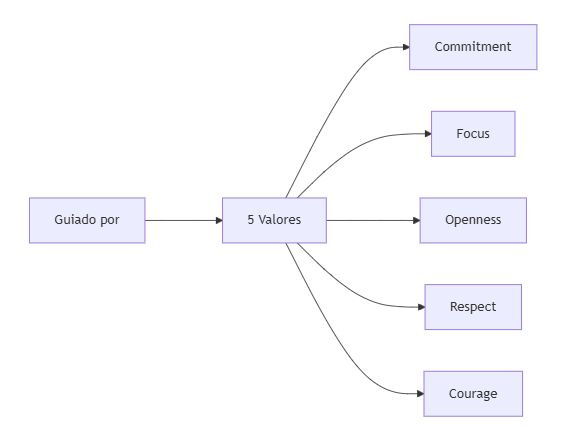 Guiado por
5 Valores
Commitment
Focus
Openness
Respect
Courage